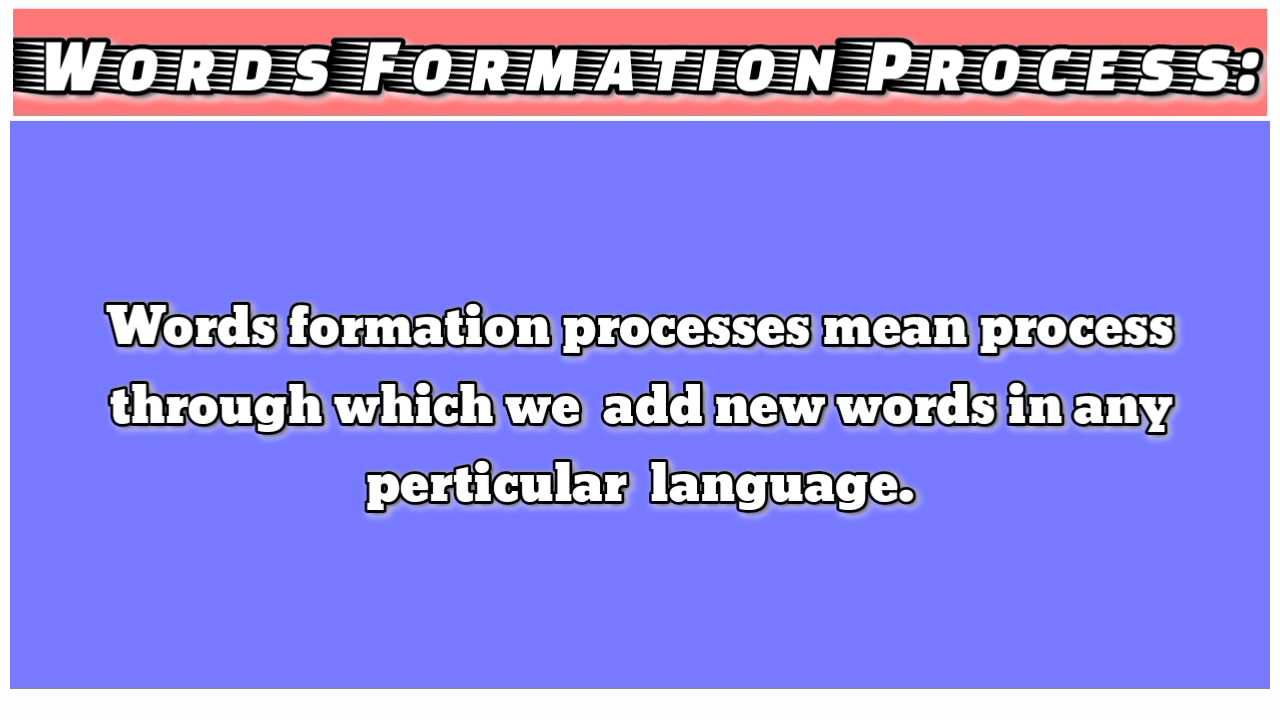 Words Formation Process:
Words formation processes mean process
through which we add new words in any
perticular language.